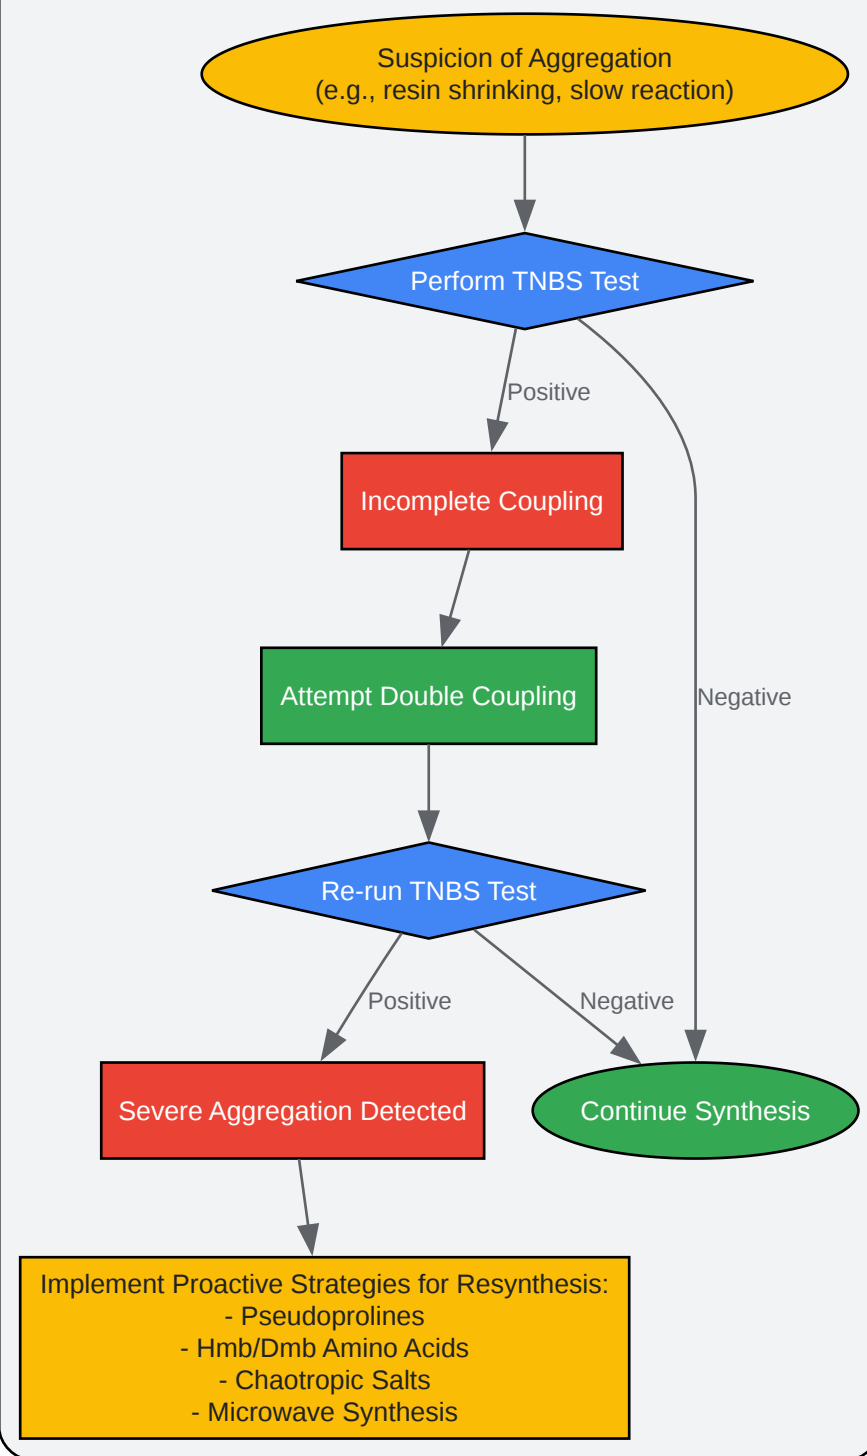 Suspicion of Aggregation
(e.g., resin shrinking, slow reaction)
Perform TNBS Test
Positive
Incomplete Coupling
Attempt Double Coupling
Negative
Re-run TNBS Test
Positive
Negative
Severe Aggregation Detected
Continue Synthesis
Implement Proactive Strategies for Resynthesis:
- Pseudoprolines
- Hmb/Dmb Amino Acids
- Chaotropic Salts
- Microwave Synthesis